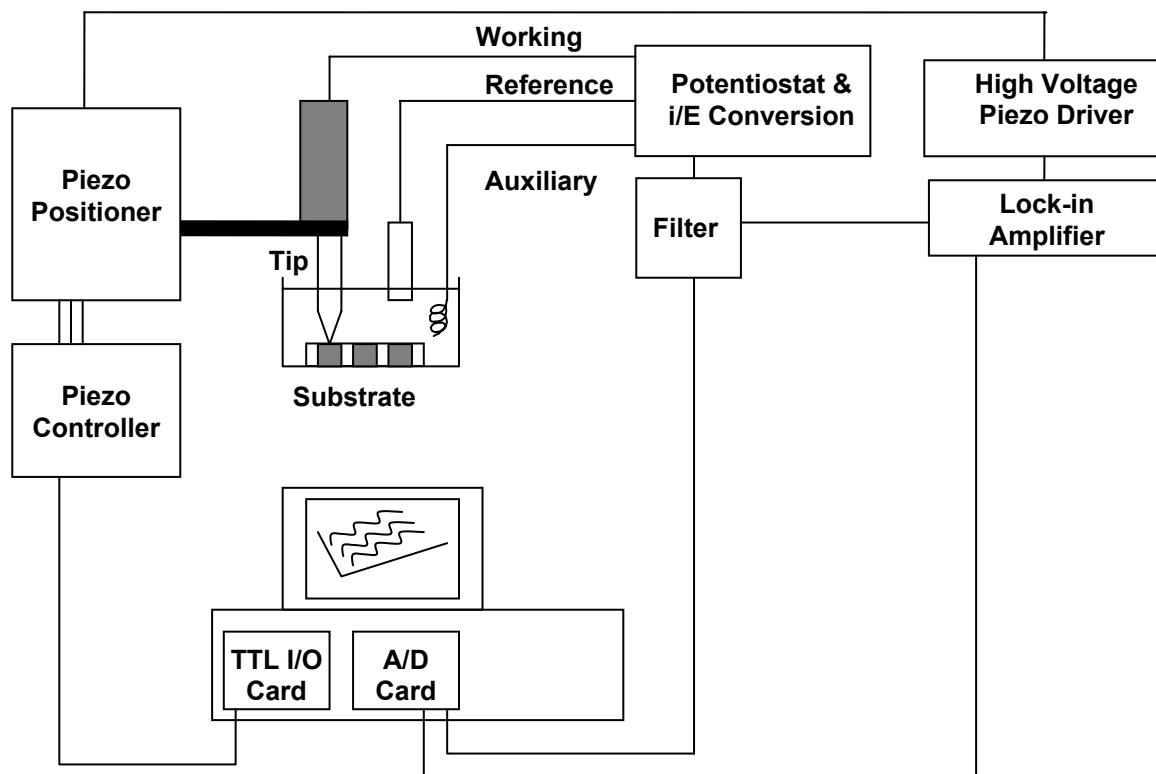 Working
Reference
Auxiliary
Potentiostat &
i/E Conversion
High Voltage
Piezo Driver
Piezo
Positioner
Filter
Lock-in
Amplifier
Tip
Substrate
Piezo
Controller
TTL I/O
Card
A/D
Card